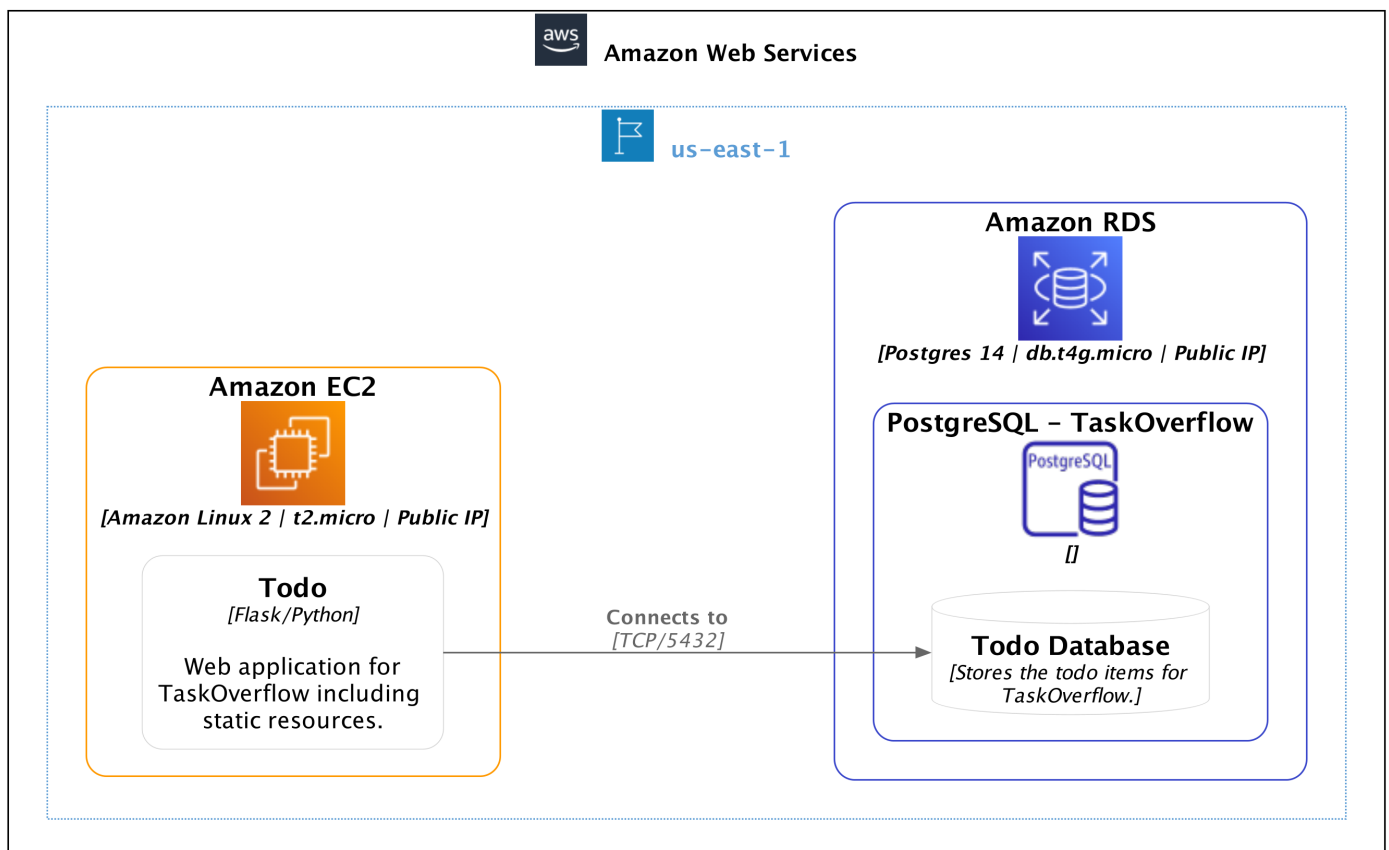 aws
Amazon Web Services
us-east-1
Amazon RDS
[Postgres 14 | db.t4g.micro | Public IP]
Amazon EC2
[Amazon Linux 2 | t2.micro | Public IP]
PostgreSQL - TaskOverflow
PostgreSQL
[]
Todo
[Flask/Python]
Web application for
TaskOverflow including
static resources.
Connects to
[TCP/5432]
Todo Database
[Stores the todo items for
TaskOverflow.]